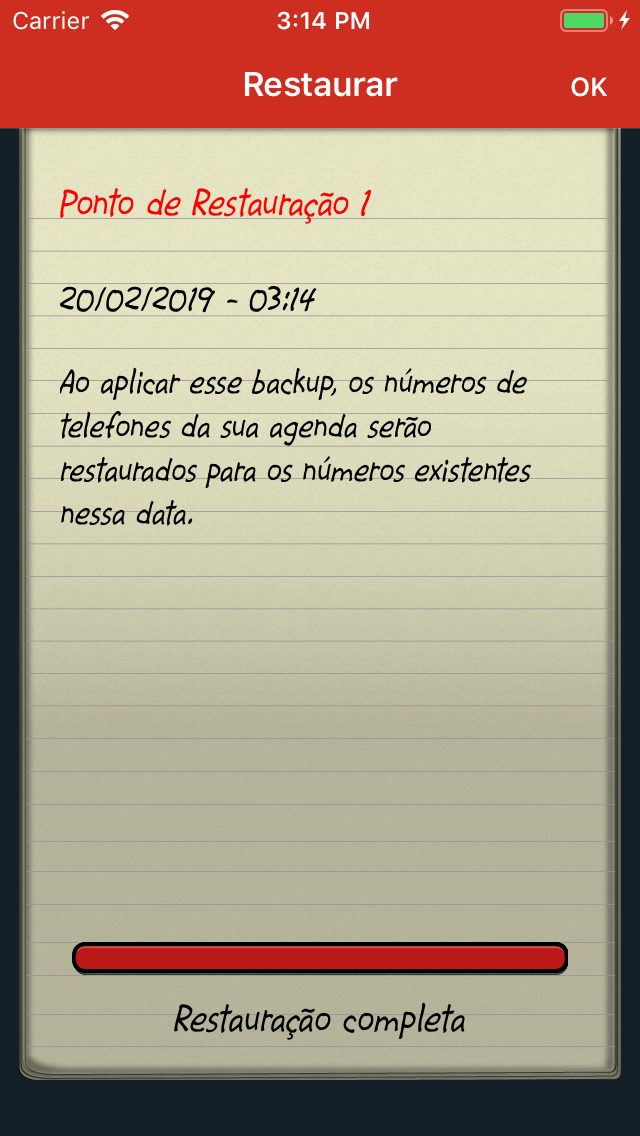 Carrier 3:14 PM
Restaurar OK
Ponto de Restauração 1
20/02/2019 - 03:14
Ao aplicar esse backup, os números de
telefones da sua agenda serão
restaurados para os números existentes
nessa data.
Restauração completa